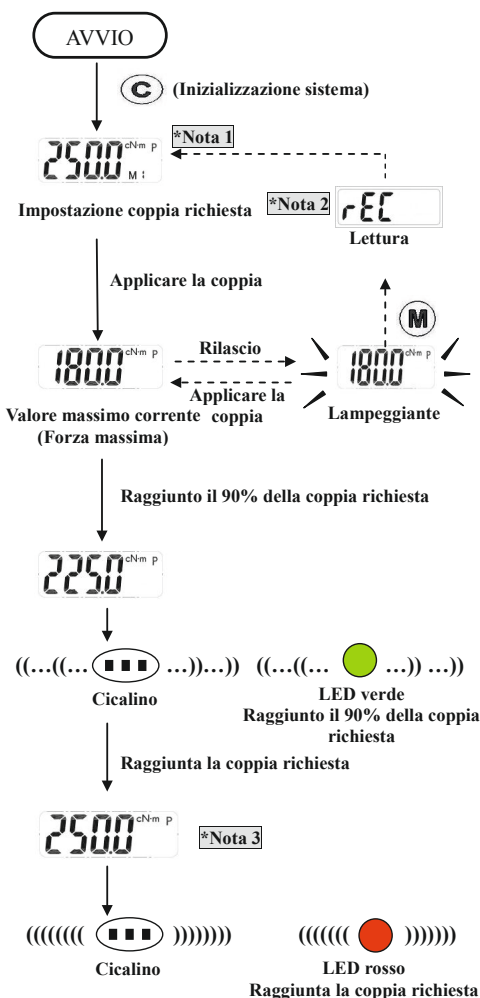 AVVIO
C (Inizializzazione sistema)
*Nota 1
250.0 cN·m P
M 1
Impostazione coppia richiesta
*Nota 2
rEC
Lettura
Applicare la coppia
M
180.0 cN·m P
Rilascio
180.0 cN·m P
Applicare la
coppia
Valore massimo corrente
(Forza massima)
Lampeggiante
Raggiunto il 90% della coppia richiesta
225.0 cN·m P
((…((… …))…)) ((…((… …)) …))
Cicalino
LED verde
Raggiunto il 90% della coppia
richiesta
Raggiunta la coppia richiesta
250.0 cN·m P
*Nota 3
(((((((( )))))))) ((((((( )))))))
Cicalino
LED rosso
Raggiunta la coppia richiesta